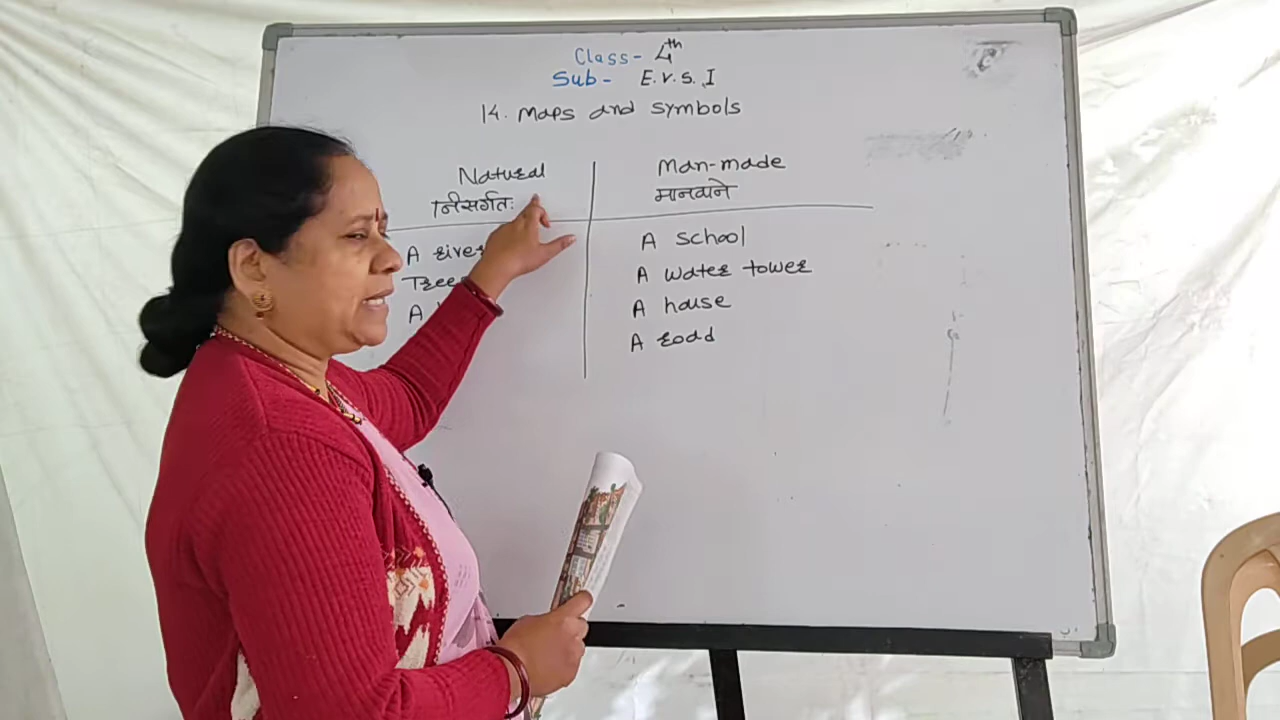 Class- 4th
Sub- E.V.S. I
14. Maps and symbols
Natural
Man-made
निसर्गतः
मानवाने
A river
A school
Trees
A water tower
A
A house
A road